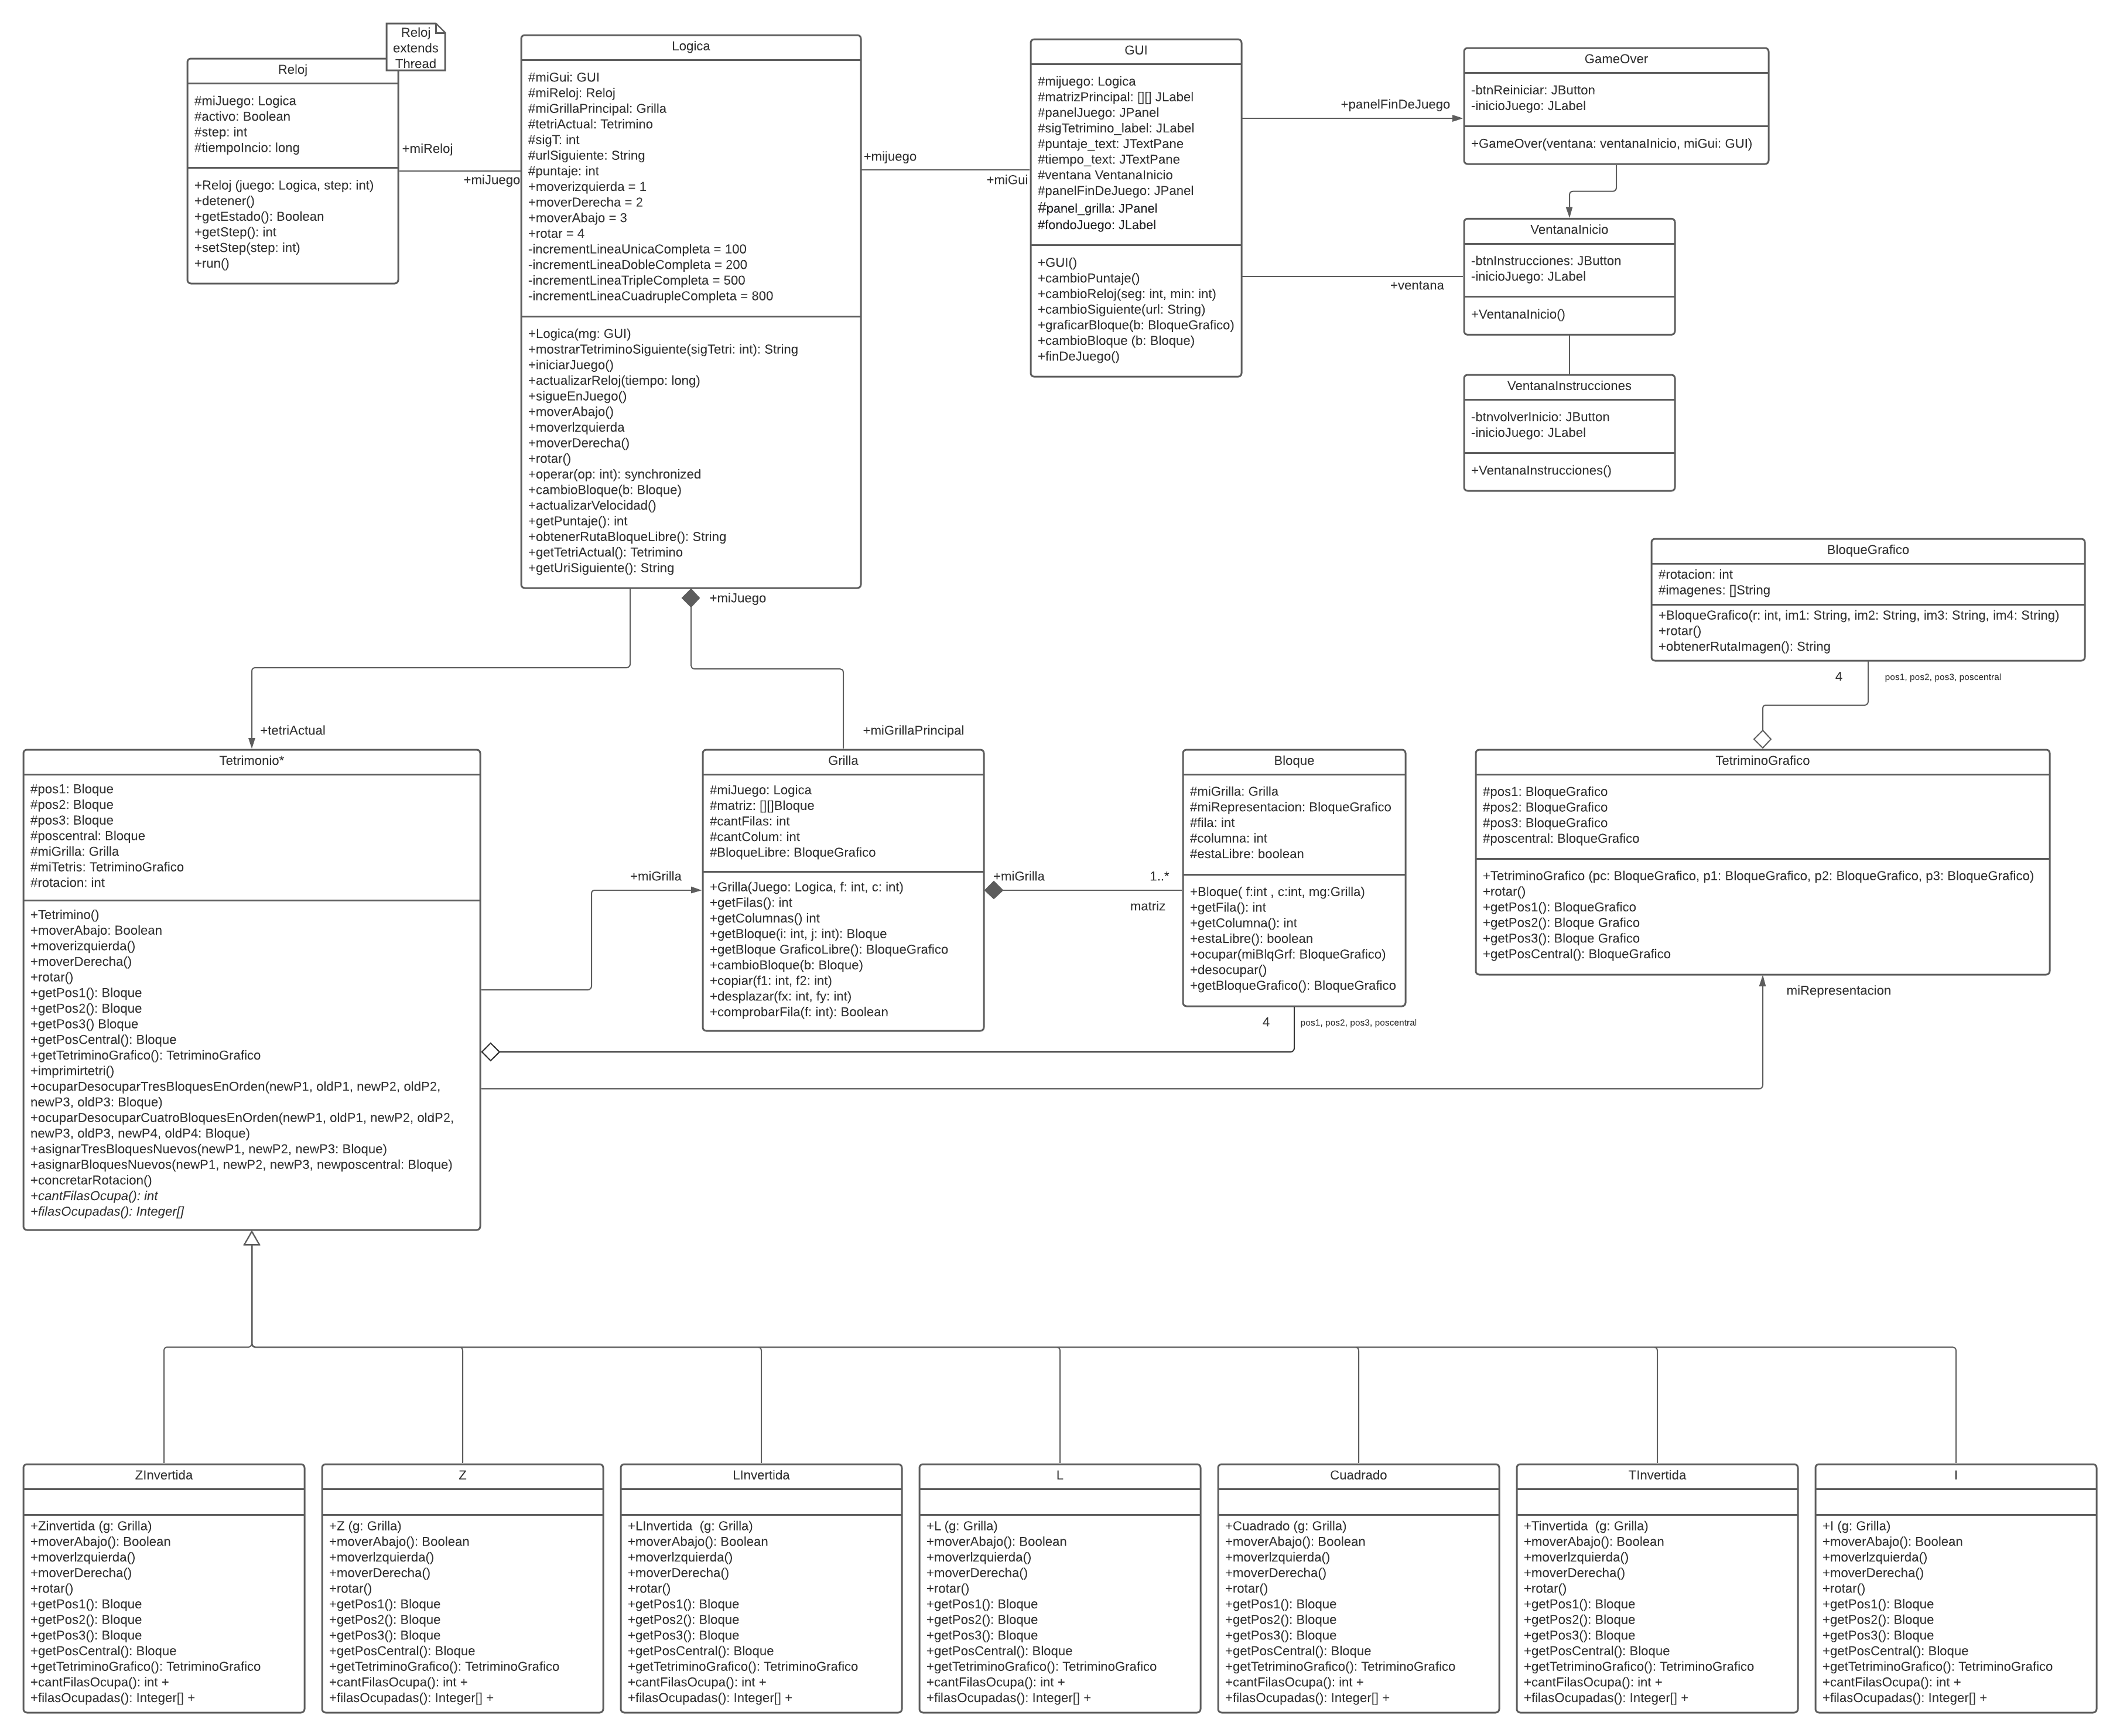 Reloj
extends
Thread
Reloj
#miJuego: Logica
#activo: Boolean
#step: int
#tiempoIncio: long
+Reloj (juego: Logica, step: int)
+detener()
+getEstado(): Boolean
+getStep(): int
+setStep(step: int)
+run()
+miReloj
+miJuego
Logica
#miGui: GUI
#miReloj: Reloj
#miGrillaPrincipal: Grilla
#tetriActual: Tetrimino
#sigT: int
#urlSiguiente: String
#puntaje: int
+moverizquierda = 1
+moverDerecha = 2
+moverAbajo = 3
+rotar = 4
-incrementLineaUnicaCompleta = 100
-incrementLineaDobleCompleta = 200
-incrementLineaTripleCompleta = 500
-incrementLineaCuadrupleCompleta = 800
+Logica(mg: GUI)
+mostrarTetriminoSiguiente(sigTetri: int): String
+iniciarJuego()
+actualizarReloj(tiempo: long)
+sigueEnJuego()
+moverAbajo()
+moverIzquierda
+moverDerecha()
+rotar()
+operar(op: int): synchronized
+cambioBloque(b: Bloque)
+actualizarVelocidad()
+getPuntaje(): int
+obtenerRutaBloqueLibre(): String
+getTetriActual(): Tetrimino
+getUriSiguiente(): String
+mijuego
+miGui
GUI
#mijuego: Logica
#matrizPrincipal: [][] JLabel
#panelJuego: JPanel
#sigTetrimino_label: JLabel
#puntaje_text: JTextPane
#tiempo_text: JTextPane
#ventana VentanaInicio
#panelFinDeJuego: JPanel
#panel_grilla: JPanel
#fondoJuego: JLabel
+GUI()
+cambioPuntaje()
+cambioReloj(seg: int, min: int)
+cambioSiguiente(url: String)
+graficarBloque(b: BloqueGrafico)
+cambioBloque (b: Bloque)
+finDeJuego()
+panelFinDeJuego
+ventana
GameOver
-btnReiniciar: JButton
-inicioJuego: JLabel
+GameOver(ventana: ventanaInicio, miGui: GUI)
VentanaInicio
-btnInstrucciones: JButton
-inicioJuego: JLabel
+VentanaInicio()
VentanaInstrucciones
-btnvolverInicio: JButton
-inicioJuego: JLabel
+VentanaInstrucciones()
BloqueGrafico
#rotacion: int
#imagenes: []String
+BloqueGrafico(r: int, im1: String, im2: String, im3: String, im4: String)
+rotar()
+obtenerRutaImagen(): String
4
pos1, pos2, pos3, poscentral
+miJuego
+tetriActual
+miGrillaPrincipal
Tetrimonio*
#pos1: Bloque
#pos2: Bloque
#pos3: Bloque
#poscentral: Bloque
#miGrilla: Grilla
#miTetris: TetriminoGrafico
#rotacion: int
+Tetrimino()
+moverAbajo: Boolean
+moverizquierda()
+moverDerecha()
+rotar()
+getPos1(): Bloque
+getPos2(): Bloque
+getPos3() Bloque
+getPosCentral(): Bloque
+getTetriminoGrafico(): TetriminoGrafico
+imprimirtetri()
+ocuparDesocuparTresBloquesEnOrden(newP1, oldP1, newP2, oldP2,
newP3, oldP3: Bloque)
+ocuparDesocuparCuatroBloquesEnOrden(newP1, oldP1, newP2, oldP2,
newP3, oldP3, newP4, oldP4: Bloque)
+asignarTresBloquesNuevos(newP1, newP2, newP3: Bloque)
+asignarBloquesNuevos(newP1, newP2, newP3, newposcentral: Bloque)
+concretarRotacion()
+cantFilasOcupa(): int
+filasOcupadas(): Integer[]
+miGrilla
Grilla
#miJuego: Logica
#matriz: [][]Bloque
#cantFilas: int
#cantColum: int
#BloqueLibre: BloqueGrafico
+Grilla(Juego: Logica, f: int, c: int)
+getFilas(): int
+getColumnas() int
+getBloque(i: int, j: int): Bloque
+getBloque GraficoLibre(): BloqueGrafico
+cambioBloque(b: Bloque)
+copiar(f1: int, f2: int)
+desplazar(fx: int, fy: int)
+comprobarFila(f: int): Boolean
+miGrilla
1..*
matriz
Bloque
#miGrilla: Grilla
#miRepresentacion: BloqueGrafico
#fila: int
#columna: int
#estaLibre: boolean
+Bloque( f:int , c:int, mg:Grilla)
+getFila(): int
+getColumna(): int
+estaLibre(): boolean
+ocupar(miBlqGrf: BloqueGrafico)
+desocupar()
+getBloqueGrafico(): BloqueGrafico
4
pos1, pos2, pos3, poscentral
TetriminoGrafico
#pos1: BloqueGrafico
#pos2: BloqueGrafico
#pos3: BloqueGrafico
#poscentral: BloqueGrafico
+TetriminoGrafico (pc: BloqueGrafico, p1: BloqueGrafico, p2: BloqueGrafico, p3: BloqueGrafico)
+rotar()
+getPos1(): BloqueGrafico
+getPos2(): Bloque Grafico
+getPos3(): Bloque Grafico
+getPosCentral(): BloqueGrafico
miRepresentacion
ZInvertida
+Zinvertida (g: Grilla)
+moverAbajo(): Boolean
+moverIzquierda()
+moverDerecha()
+rotar()
+getPos1(): Bloque
+getPos2(): Bloque
+getPos3(): Bloque
+getPosCentral(): Bloque
+getTetriminoGrafico(): TetriminoGrafico
+cantFilasOcupa(): int +
+filasOcupadas(): Integer[] +
Z
+Z (g: Grilla)
+moverAbajo(): Boolean
+moverIzquierda()
+moverDerecha()
+rotar()
+getPos1(): Bloque
+getPos2(): Bloque
+getPos3(): Bloque
+getPosCentral(): Bloque
+getTetriminoGrafico(): TetriminoGrafico
+cantFilasOcupa(): int +
+filasOcupadas(): Integer[] +
LInvertida
+LInvertida  (g: Grilla)
+moverAbajo(): Boolean
+moverIzquierda()
+moverDerecha()
+rotar()
+getPos1(): Bloque
+getPos2(): Bloque
+getPos3(): Bloque
+getPosCentral(): Bloque
+getTetriminoGrafico(): TetriminoGrafico
+cantFilasOcupa(): int +
+filasOcupadas(): Integer[] +
L
+L (g: Grilla)
+moverAbajo(): Boolean
+moverIzquierda()
+moverDerecha()
+rotar()
+getPos1(): Bloque
+getPos2(): Bloque
+getPos3(): Bloque
+getPosCentral(): Bloque
+getTetriminoGrafico(): TetriminoGrafico
+cantFilasOcupa(): int +
+filasOcupadas(): Integer[] +
Cuadrado
+Cuadrado (g: Grilla)
+moverAbajo(): Boolean
+moverIzquierda()
+moverDerecha()
+rotar()
+getPos1(): Bloque
+getPos2(): Bloque
+getPos3(): Bloque
+getPosCentral(): Bloque
+getTetriminoGrafico(): TetriminoGrafico
+cantFilasOcupa(): int +
+filasOcupadas(): Integer[] +
TInvertida
+Tinvertida  (g: Grilla)
+moverAbajo(): Boolean
+moverIzquierda()
+moverDerecha()
+rotar()
+getPos1(): Bloque
+getPos2(): Bloque
+getPos3(): Bloque
+getPosCentral(): Bloque
+getTetriminoGrafico(): TetriminoGrafico
+cantFilasOcupa(): int +
+filasOcupadas(): Integer[] +
I
+I (g: Grilla)
+moverAbajo(): Boolean
+moverIzquierda()
+moverDerecha()
+rotar()
+getPos1(): Bloque
+getPos2(): Bloque
+getPos3(): Bloque
+getPosCentral(): Bloque
+getTetriminoGrafico(): TetriminoGrafico
+cantFilasOcupa(): int +
+filasOcupadas(): Integer[] +